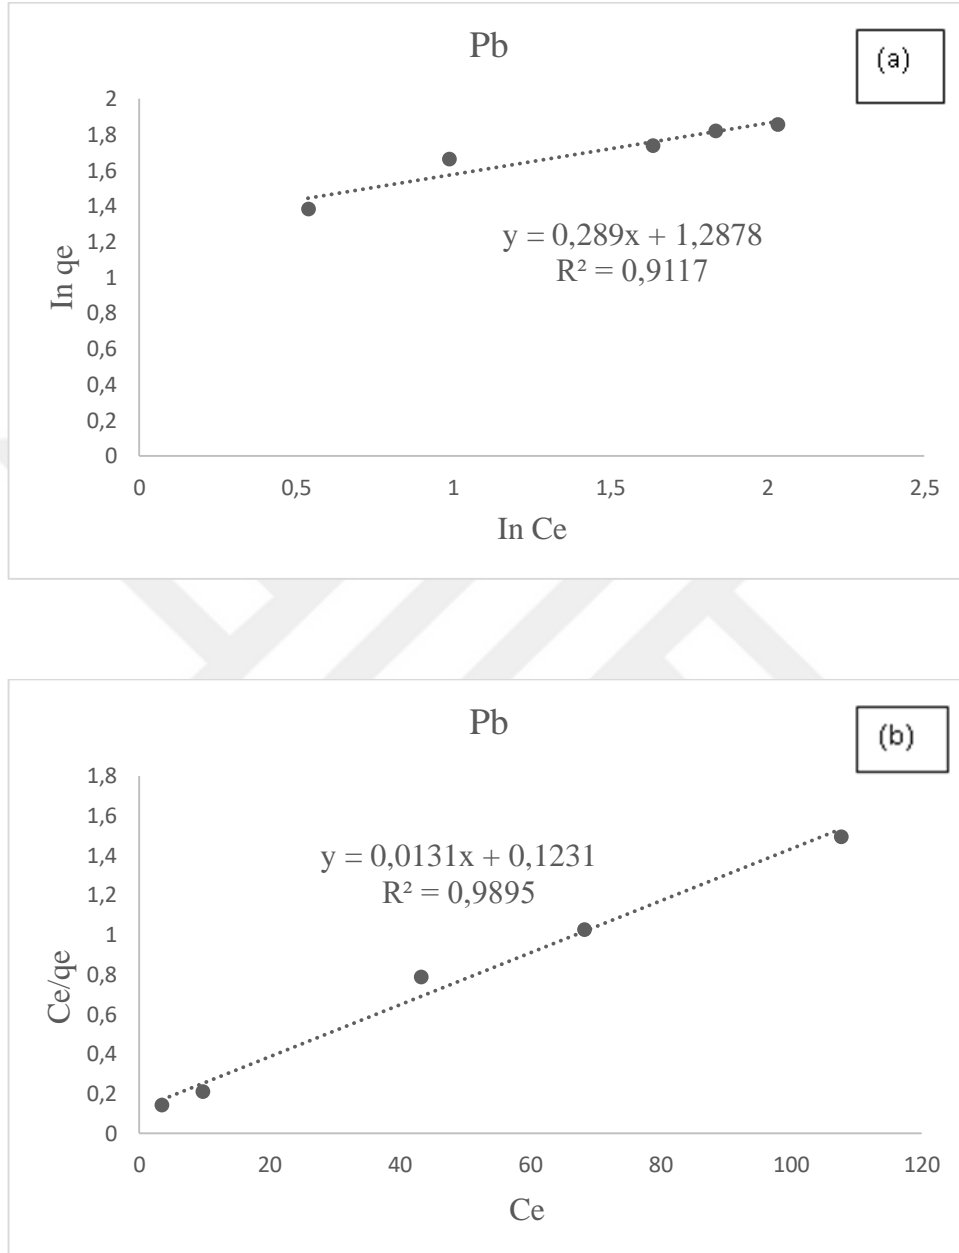 Pb
(a)
2
1,8
1,6
1,4
1,2
1
0,8
0,6
0,4
0,2
0
In qe
y = 0,289x + 1,2878
R² = 0,9117
0 0,5 1 1,5 2 2,5
In Ce
Pb
(b)
1,8
1,6
1,4
1,2
1
0,8
0,6
0,4
0,2
0
Ce/qe
y = 0,0131x + 0,1231
R² = 0,9895
0 20 40 60 80 100 120
Ce